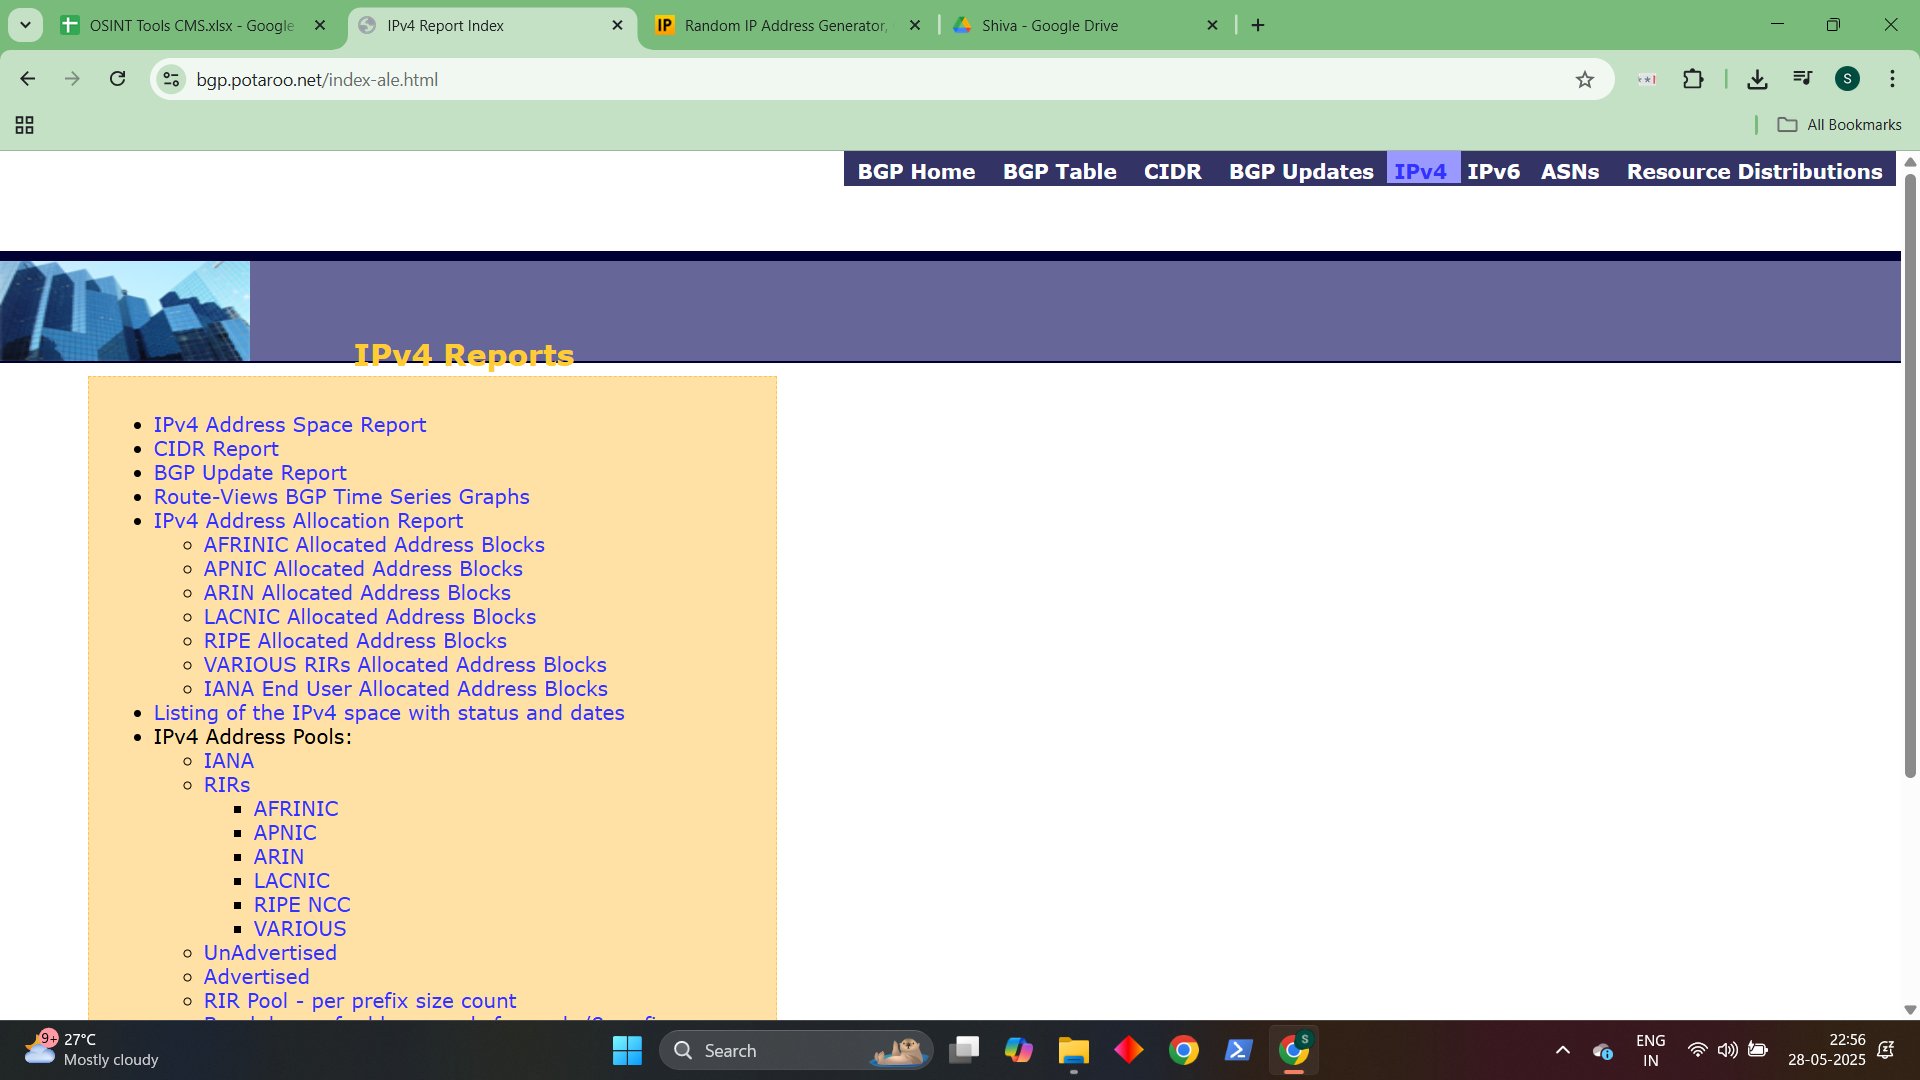 OSINT Tools CMS.xlsx - Google
IPv4 Report Index
IP
Random IP Address Generator,
Shiva - Google Drive
bgp.potaroo.net/index-ale.html
S
All Bookmarks
BGP Home BGP Table CIDR BGP Updates IPv4 IPv6 ASNs Resource Distributions
IPv4 Reports
IPv4 Address Space Report
CIDR Report
BGP Update Report
Route-Views BGP Time Series Graphs
IPv4 Address Allocation Report
AFRINIC Allocated Address Blocks
APNIC Allocated Address Blocks
ARIN Allocated Address Blocks
LACNIC Allocated Address Blocks
RIPE Allocated Address Blocks
VARIOUS RIRs Allocated Address Blocks
IANA End User Allocated Address Blocks
Listing of the IPv4 space with status and dates
IPv4 Address Pools:
IANA
RIRs
AFRINIC
APNIC
ARIN
LACNIC
RIPE NCC
VARIOUS
UnAdvertised
Advertised
RIR Pool - per prefix size count
9+
27°C
Mostly cloudy
Search
S
ENG
IN
22:56
28-05-2025